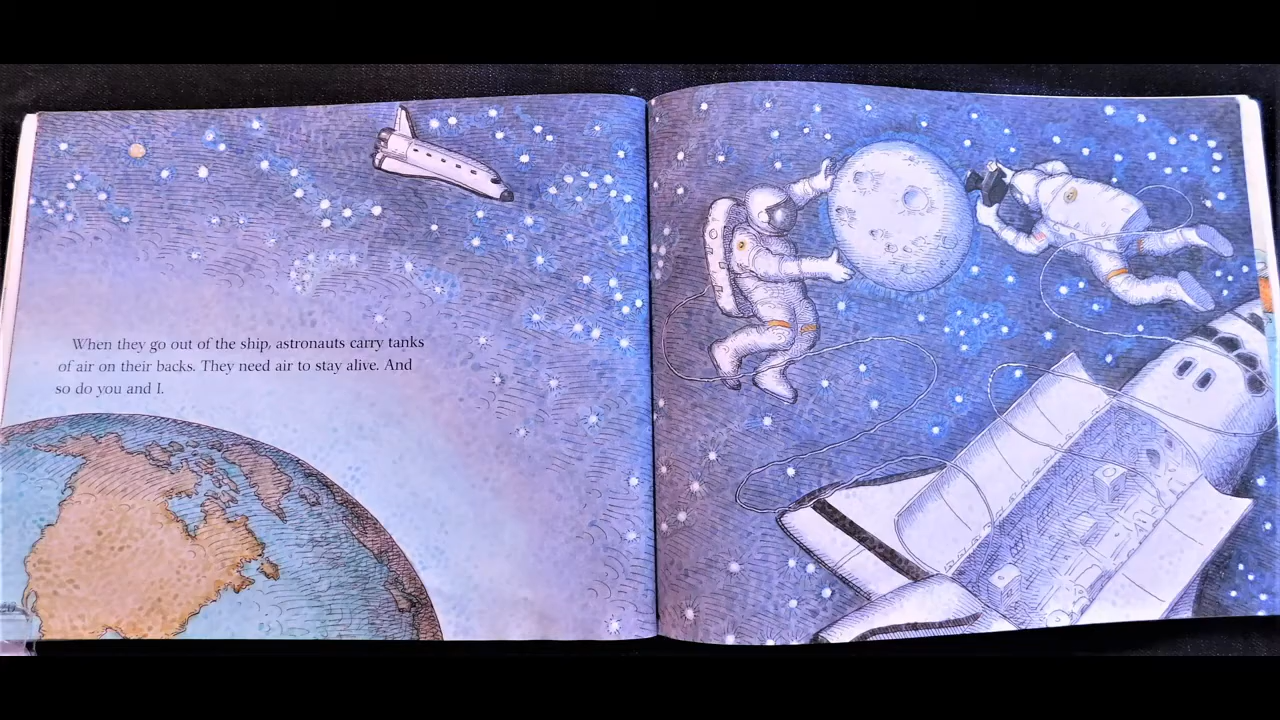 When they go out of the ship, astronauts carry tanks
of air on their backs. They need air to stay alive. And
so do you and I.